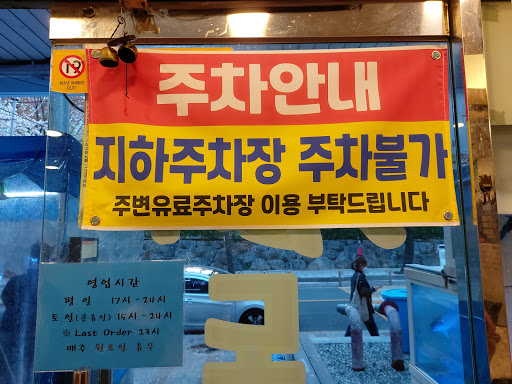 주차안내
지하주차장 주차불가
주변유료주차장 이용 부탁드립니다
영업시간
평 일 17시~24시
토일(공휴일) 15시~24시
※ Last Order 23시
매주 월요일 휴무